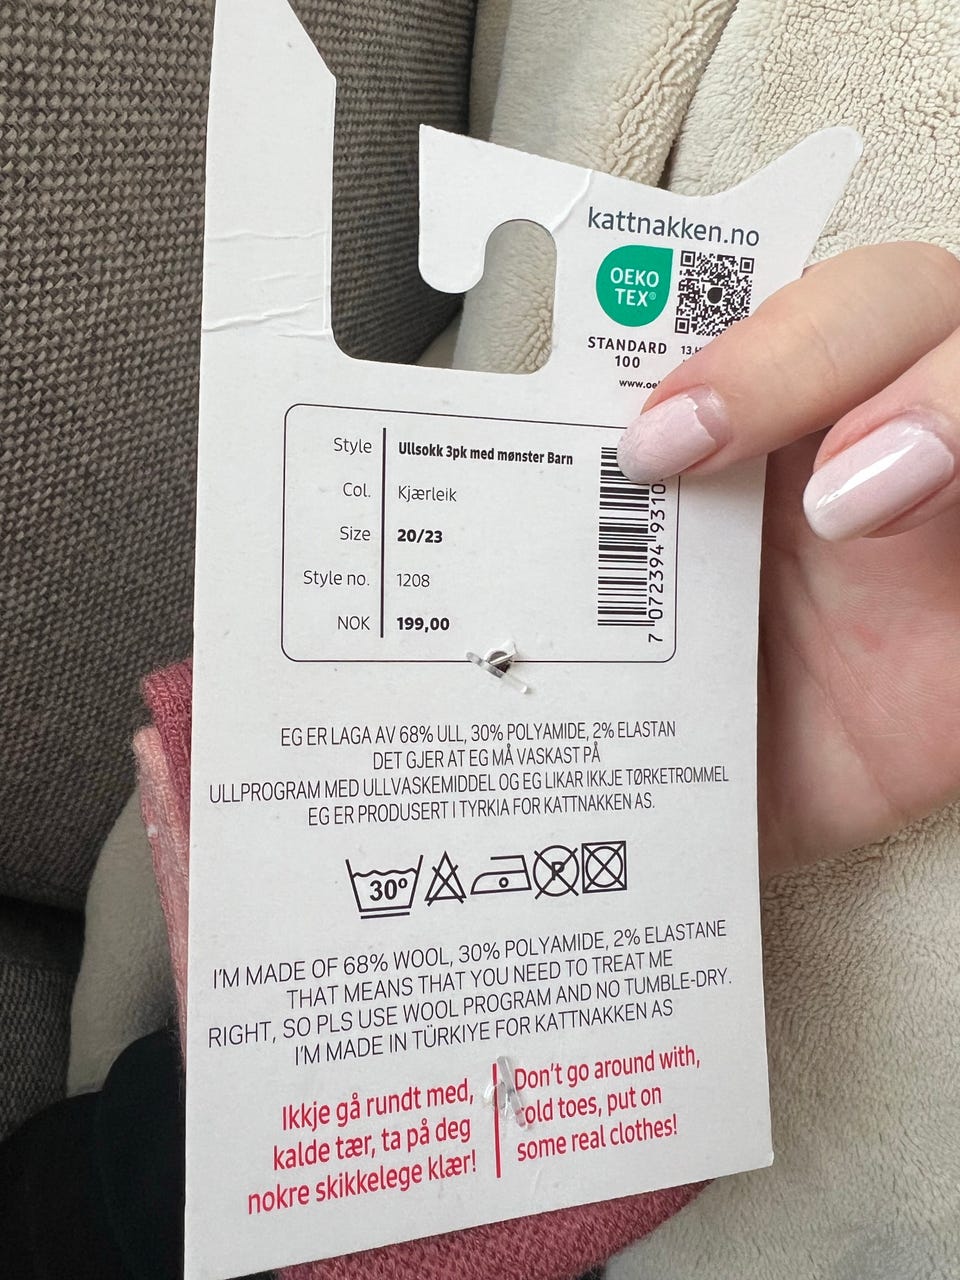 kattnakken.no
OEKO
TEX®
STANDARD
100
Style Ullsokk 3pk med mønster Barn
Col. Kjærleik
Size 20/23
Style no. 1208
NOK 199,00
7 072394 9310
EG ER LAGA AV 68% ULL, 30% POLYAMIDE, 2% ELASTAN
DET GJER AT EG MÅ VASKAST PÅ
ULLPROGRAM MED ULLVASKEMIDDEL OG EG LIKAR IKKJE TØRKETROMMEL
EG ER PRODUSERT I TYRKIA FOR KATTNAKKEN AS.
30º
P
I'M MADE OF 68% WOOL, 30% POLYAMIDE, 2% ELASTANE
THAT MEANS THAT YOU NEED TO TREAT ME
RIGHT, SO PLS USE WOOL PROGRAM AND NO TUMBLE-DRY.
I'M MADE IN TÜRKIYE FOR KATTNAKKEN AS
Ikkje gå rundt med,
kalde tær, ta på deg
nokre skikkelege klær!
Don't go around with,
cold toes, put on
some real clothes!